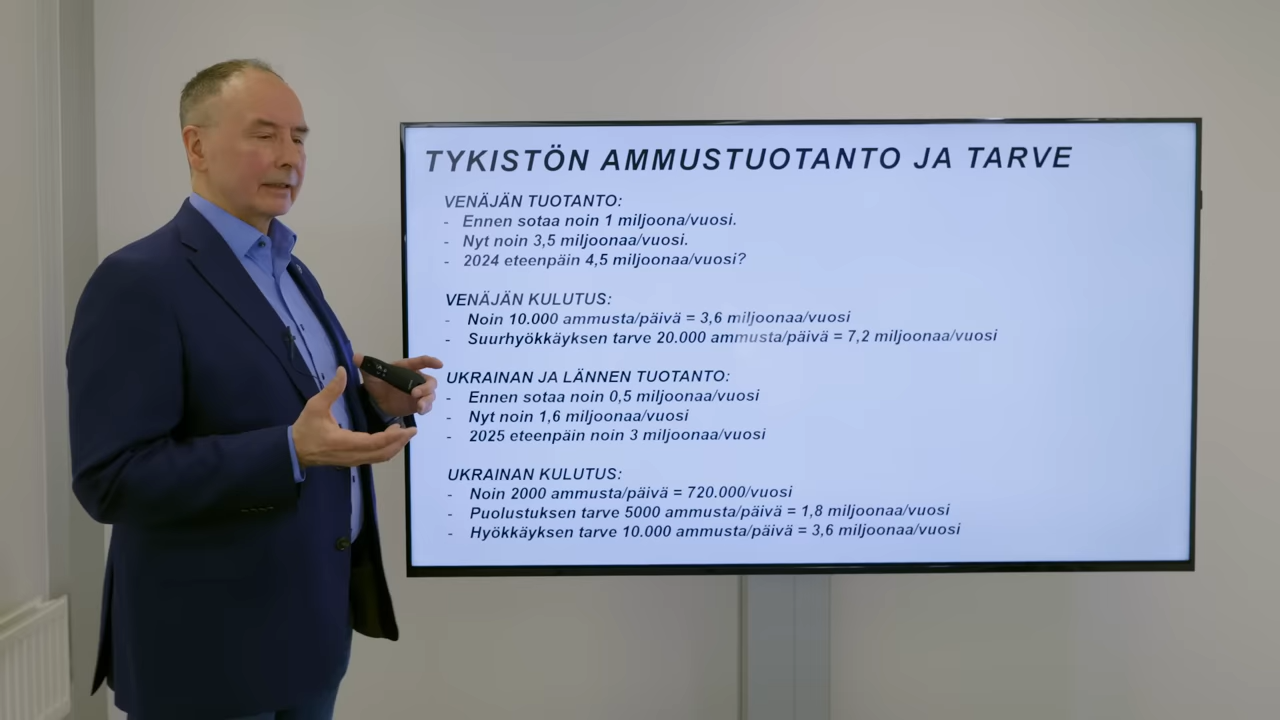 TYKISTÖN AMMUSTUOTANTO JA TARVE
VENÄJÄN TUOTANTO:
- Ennen sotaa noin 1 miljoona/vuosi.
- Nyt noin 3,5 miljoonaa/vuosi.
- 2024 eteenpäin 4,5 miljoonaa/vuosi?
VENÄJÄN KULUTUS:
- Noin 10.000 ammusta/päivä = 3,6 miljoonaa/vuosi
- Suurhyökkäyksen tarve 20.000 ammusta/päivä = 7,2 miljoonaa/vuosi
UKRAINAN JA LÄNNEN TUOTANTO:
- Ennen sotaa noin 0,5 miljoonaa/vuosi
- Nyt noin 1,6 miljoonaa/vuosi
- 2025 eteenpäin noin 3 miljoonaa/vuosi
UKRAINAN KULUTUS:
- Noin 2000 ammusta/päivä = 720.000/vuosi
- Puolustuksen tarve 5000 ammusta/päivä = 1,8 miljoonaa/vuosi
- Hyökkäyksen tarve 10.000 ammusta/päivä = 3,6 miljoonaa/vuosi